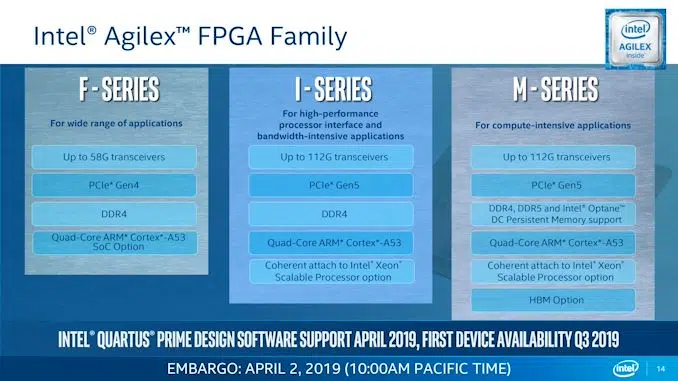 Intel® Agilex™ FPGA Family
intel
AGILEX
inside™
F - SERIES
For wide range of applications
Up to 58G transceivers
PCIe* Gen4
DDR4
Quad-Core ARM* Cortex*-A53
SoC Option
I - SERIES
For high-performance
processor interface and
bandwidth-intensive applications
Up to 112G transceivers
PCIe* Gen5
DDR4
Quad-Core ARM* Cortex*-A53
Coherent attach to Intel® Xeon®
Scalable Processor option
M - SERIES
For compute-intensive applications
Up to 112G transceivers
PCIe* Gen5
DDR4, DDR5 and Intel® Optane™
DC Persistent Memory support
Quad-Core ARM* Cortex*-A53
Coherent attach to Intel® Xeon®
Scalable Processor option
HBM Option
INTEL® QUARTUS® PRIME DESIGN SOFTWARE SUPPORT APRIL 2019, FIRST DEVICE AVAILABILITY Q3 2019
EMBARGO: APRIL 2, 2019 (10:00AM PACIFIC TIME)
intel
14